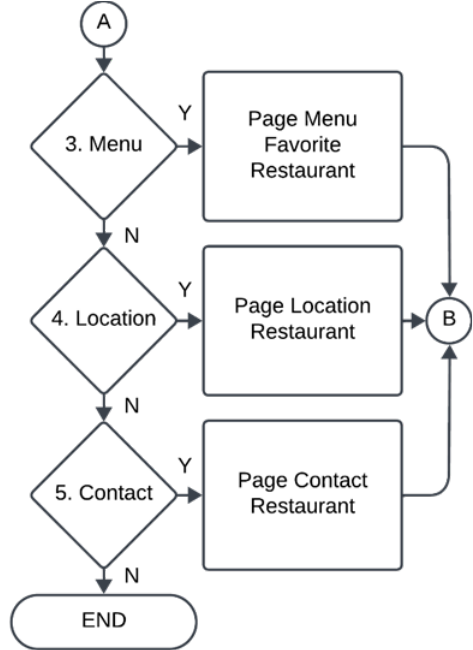 A
3. Menu
Y
Page Menu
Favorite
Restaurant
N
4. Location
Y
Page Location
Restaurant
B
N
5. Contact
Y
Page Contact
Restaurant
N
END